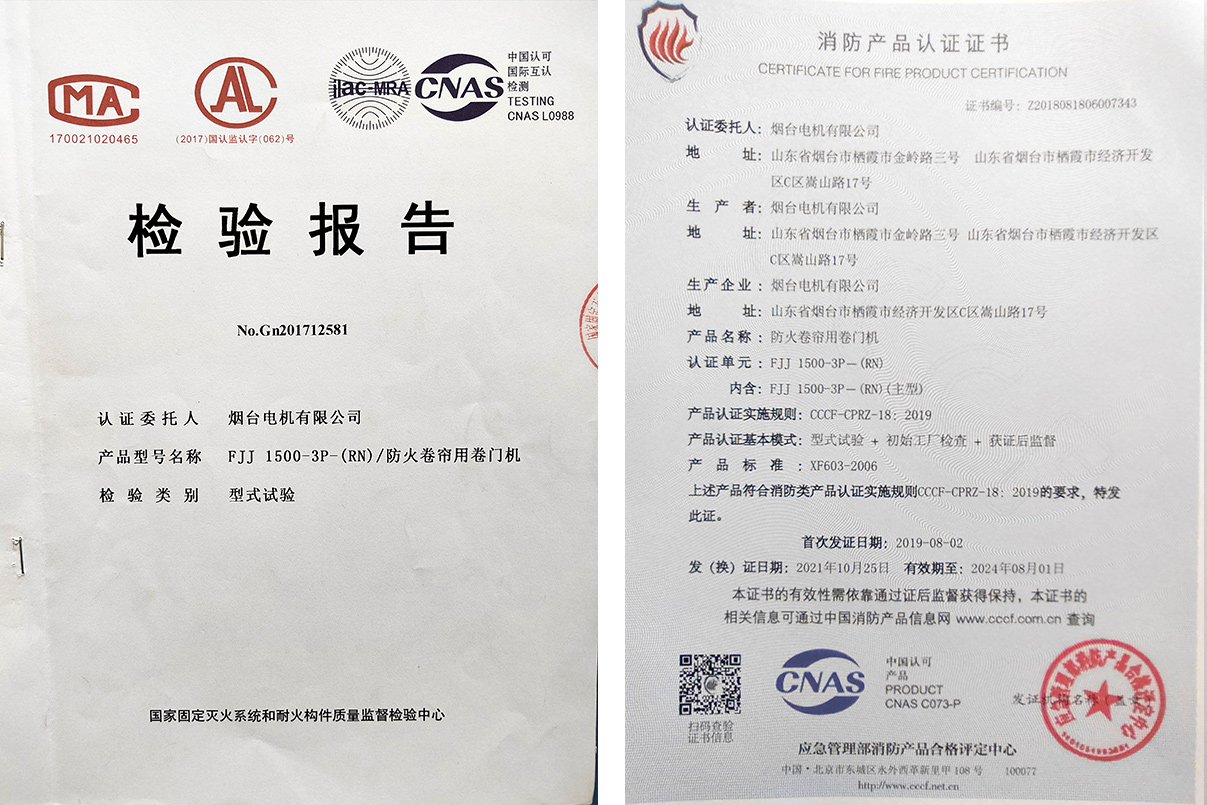 MA
170021020465
AL
(2017)国认监认字(062)号
ilac-MRA
CNAS
中国认可
国际互认
检测
TESTING
CNAS L0988
检验报告
No.Gn201712581
认证委托人 烟台电机有限公司
产品型号名称 FJJ 1500-3P-(RN)/防火卷帘用卷门机
检验类别 型式试验
国家固定灭火系统和耐火构件质量监督检验中心
消防产品认证证书
CERTIFICATE FOR FIRE PRODUCT CERTIFICATION
证书编号：Z2018081806007343
认证委托人：烟台电机有限公司
地址：山东省烟台市栖霞市金岭路三号 山东省烟台市栖霞市经济开发
区C区嵩山路17号
生产者：烟台电机有限公司
地址：山东省烟台市栖霞市金岭路三号 山东省烟台市栖霞市经济开发区
C区嵩山路17号
生产企业：烟台电机有限公司
地址：山东省烟台市栖霞市经济开发区C区嵩山路17号
产品名称：防火卷帘用卷门机
认证单元：FJJ 1500-3P－(RN)
内含：FJJ 1500-3P－(RN)(主型)
产品认证实施规则：CCCF-CPRZ-18：2019
产品认证基本模式：型式试验 + 初始工厂检查 + 获证后监督
产品标准：XF603-2006
上述产品符合消防类产品认证实施规则CCCF-CPRZ-18：2019的要求，特发
此证。
首次发证日期：2019-08-02
发（换）证日期：2021年10月25日 有效期至：2024年08月01日
本证书的有效性需依靠通过证后监督获得保持，本证书的
相关信息可通过中国消防产品信息网 www.cccf.com.cn 查询
扫码查验
证书信息
CNAS
中国认可
产品
PRODUCT
CNAS C073-P
发证机构名称（盖章）
应急管理部消防产品合格评定中心
中国·北京市东城区永外西革新里甲108号 100077
http://www.cccf.net.cn